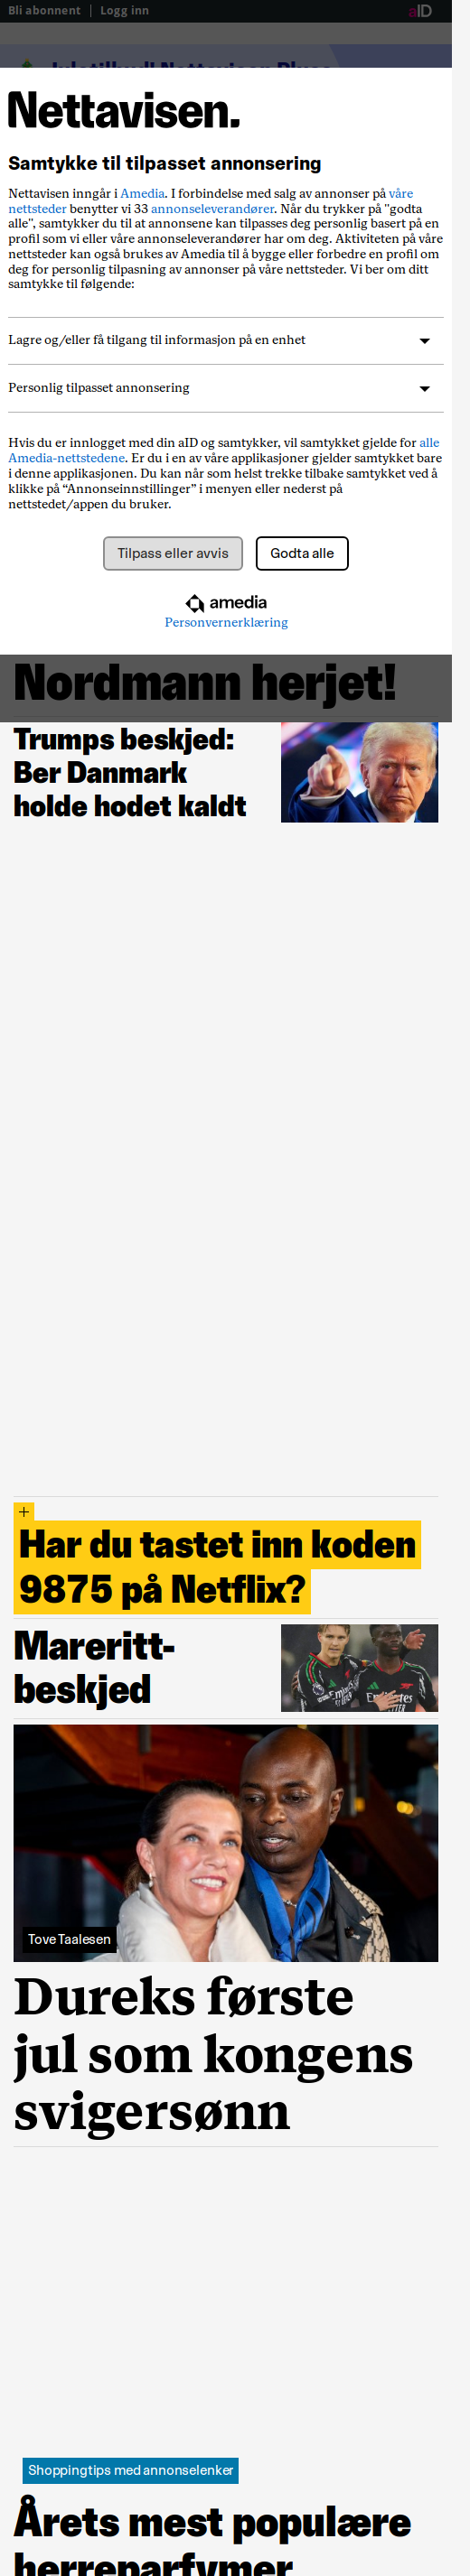 Bli abonnent | Logg inn
aID
Nettavisen.
Samtykke til tilpasset annonsering
Nettavisen inngår i Amedia. I forbindelse med salg av annonser på våre
nettsteder benytter vi 33 annonseleverandører. Når du trykker på "godta
alle", samtykker du til at annonsene kan tilpasses deg personlig basert på en
profil som vi eller våre annonseleverandører har om deg. Aktiviteten på våre
nettsteder kan også brukes av Amedia til å bygge eller forbedre en profil om
deg for personlig tilpasning av annonser på våre nettsteder. Vi ber om ditt
samtykke til følgende:
Lagre og/eller få tilgang til informasjon på en enhet
Personlig tilpasset annonsering
Hvis du er innlogget med din aID og samtykker, vil samtykket gjelde for alle
Amedia-nettstedene. Er du i en av våre applikasjoner gjelder samtykket bare
i denne applikasjonen. Du kan når som helst trekke tilbake samtykket ved å
klikke på “Annonseinnstillinger” i menyen eller nederst på
nettstedet/appen du bruker.
Tilpass eller avvis
Godta alle
amedia
Personvernerklæring
Nordmann herjet!
Trumps beskjed:
Ber Danmark
holde hodet kaldt
+
Har du tastet inn koden
9875 på Netflix?
Mareritt-
beskjed
Tove Taalesen
Dureks første
jul som kongens
svigersønn
Shoppingtips med annonselenker
Årets mest populære
herreparfymer